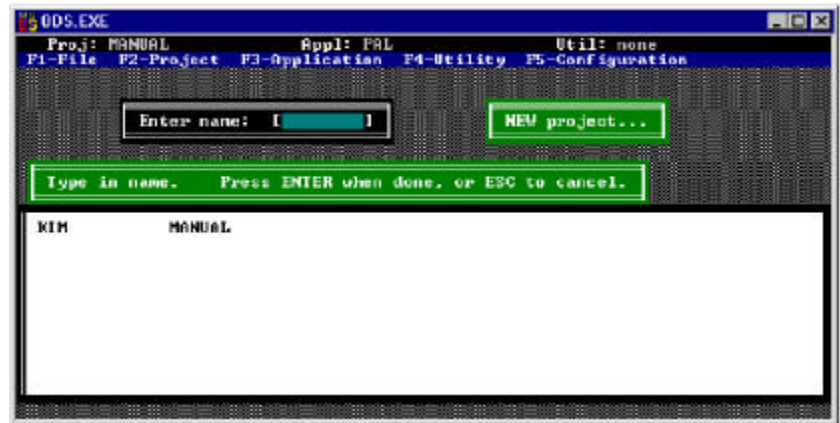 ODS.EXE
Proj: MANUAL Appl: PAL Util: none
F1-File F2-Project F3-Application F4-Utility F5-Configuration
Enter name: [ ]
NEW project...
Type in name. Press ENTER when done, or ESC to cancel.
KIM MANUAL